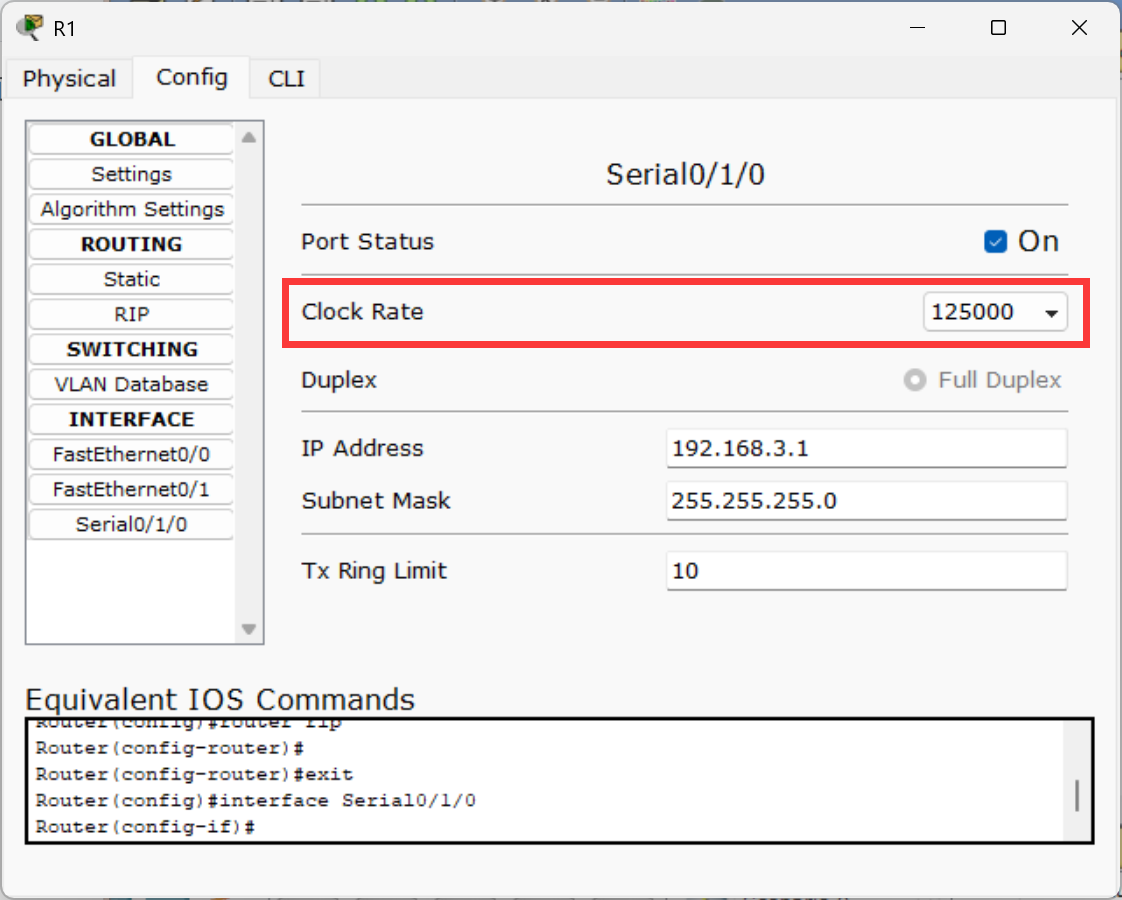 R1
Physical Config CLI
GLOBAL
Settings
Algorithm Settings
ROUTING
Static
RIP
SWITCHING
VLAN Database
INTERFACE
FastEthernet0/0
FastEthernet0/1
Serial0/1/0
Serial0/1/0
Port Status On
Clock Rate 125000
Duplex Full Duplex
IP Address 192.168.3.1
Subnet Mask 255.255.255.0
Tx Ring Limit 10
Equivalent IOS Commands
Router(config)#router rip
Router(config-router)#
Router(config-router)#exit
Router(config)#interface Serial0/1/0
Router(config-if)#